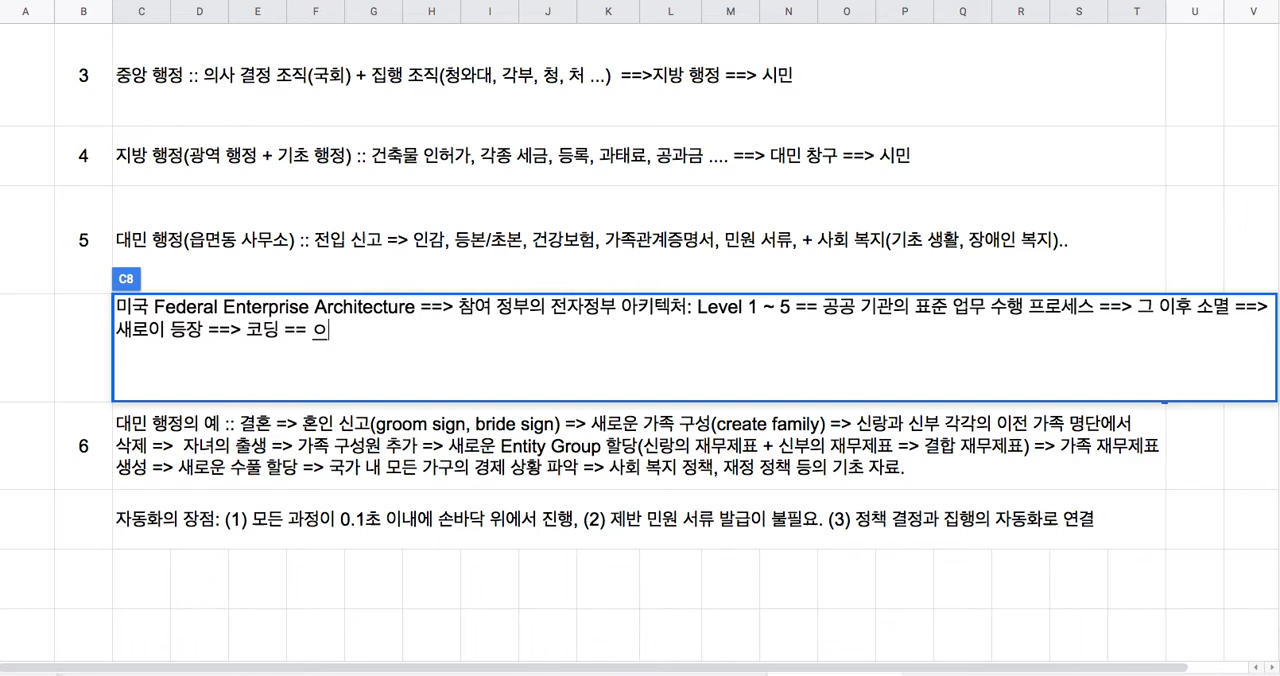 A B C D E F G H I J K L M N O P Q R S T U V
3 중앙 행정 :: 의사 결정 조직(국회) + 집행 조직(청와대, 각부, 청, 처 ...) ==>지방 행정 ==> 시민
4 지방 행정(광역 행정 + 기초 행정) :: 건축물 인허가, 각종 세금, 등록, 과태료, 공과금 .... ==> 대민 창구 ==> 시민
5 대민 행정(읍면동 사무소) :: 전입 신고 => 인감, 등본/초본, 건강보험, 가족관계증명서, 민원 서류, + 사회 복지(기초 생활, 장애인 복지)..
C8
미국 Federal Enterprise Architecture ==> 참여 정부의 전자정부 아키텍처: Level 1 ~ 5 == 공공 기관의 표준 업무 수행 프로세스 ==> 그 이후 소멸 ==>
새로이 등장 ==> 코딩 == ㅇ
대민 행정의 예 :: 결혼 => 혼인 신고(groom sign, bride sign) => 새로운 가족 구성(create family) => 신랑과 신부 각각의 이전 가족 명단에서
6 삭제 => 자녀의 출생 => 가족 구성원 추가 => 새로운 Entity Group 할당(신랑의 재무제표 + 신부의 재무제표 => 결합 재무제표) => 가족 재무제표
생성 => 새로운 수풀 할당 => 국가 내 모든 가구의 경제 상황 파악 => 사회 복지 정책, 재정 정책 등의 기초 자료.
자동화의 장점: (1) 모든 과정이 0.1초 이내에 손바닥 위에서 진행, (2) 제반 민원 서류 발급이 불필요. (3) 정책 결정과 집행의 자동화로 연결